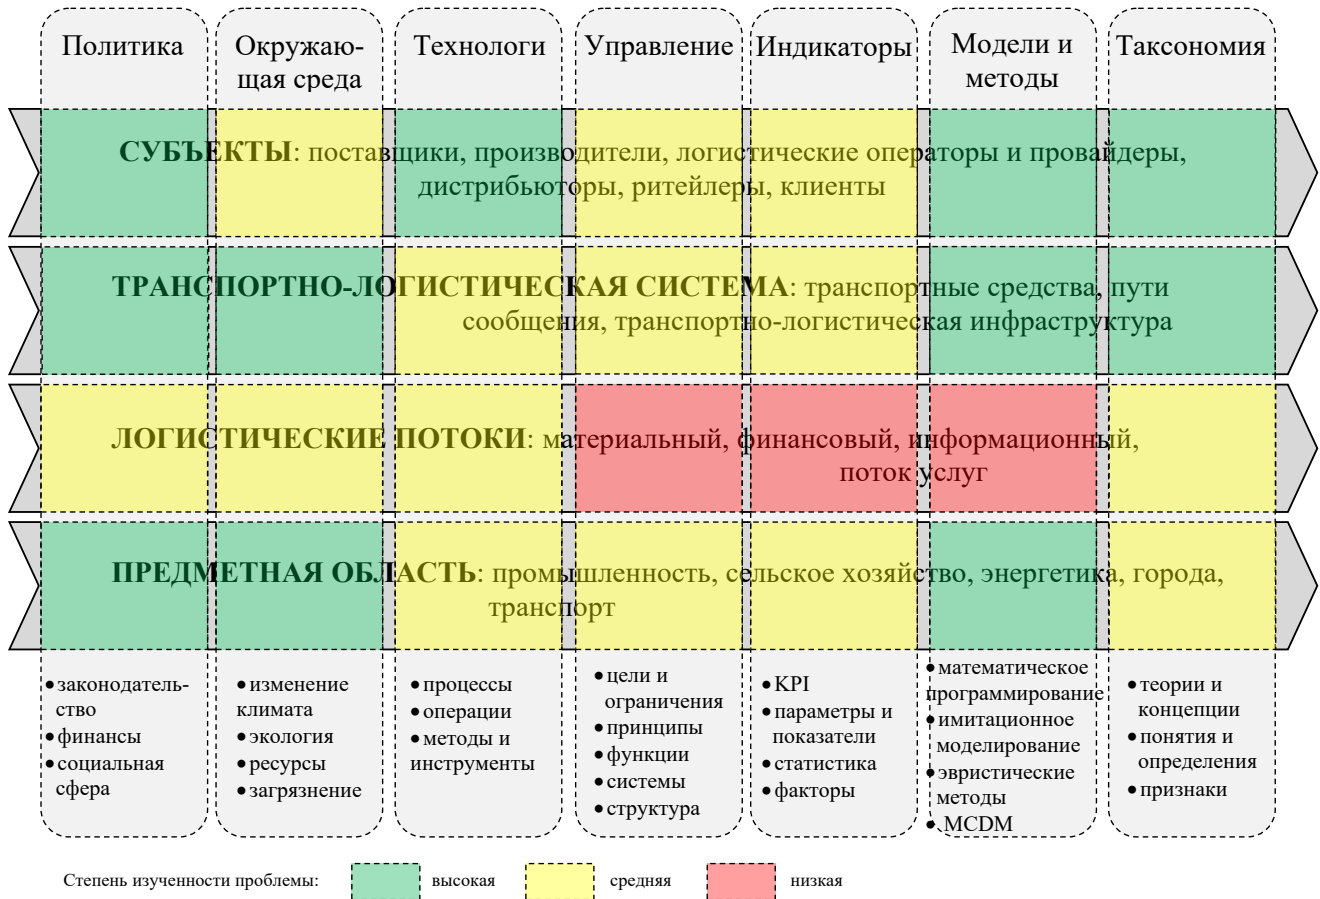 Политика
Окружаю-
щая среда
Технологи
Управление
Индикаторы
Модели и
методы
Таксономия
СУБЪЕКТЫ: поставщики, производители, логистические операторы и провайдеры,
дистрибьюторы, ритейлеры, клиенты
ТРАНСПОРТНО-ЛОГИСТИЧЕСКАЯ СИСТЕМА: транспортные средства, пути
сообщения, транспортно-логистическая инфраструктура
ЛОГИСТИЧЕСКИЕ ПОТОКИ: материальный, финансовый, информационный,
поток услуг
ПРЕДМЕТНАЯ ОБЛАСТЬ: промышленность, сельское хозяйство, энергетика, города,
транспорт
•законодатель-
ство
•финансы
•социальная
сфера
•изменение
климата
•экология
•ресурсы
•загрязнение
•процессы
•операции
•методы и
инструменты
•цели и
ограничения
•принципы
•функции
•системы
•структура
•KPI
•параметры и
показатели
•статистика
•факторы
•математическое
программирование
•имитационное
моделирование
•эвристические
методы
• MCDM
•теории и
концепции
•понятия и
определения
•признаки
Степень изученности проблемы: высокая средняя низкая